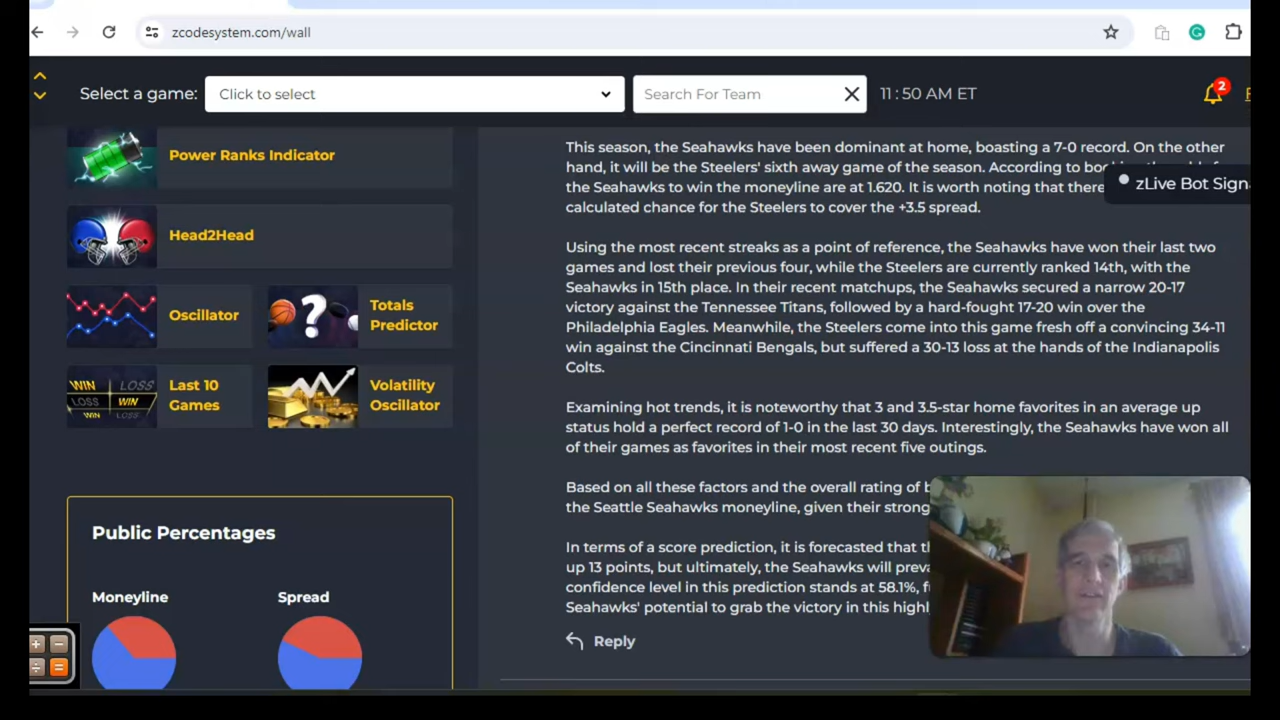 zcodesystem.com/wall
Select a game:
Click to select
Search For Team
11:50 AM ET
2
Power Ranks Indicator
Head2Head
Oscillator
Totals
Predictor
WIN LOSS
LOSS WIN
WIN
Last 10
Games
Volatility
Oscillator
Public Percentages
Moneyline
Spread
This season, the Seahawks have been dominant at home, boasting a 7-0 record. On the other
hand, it will be the Steelers' sixth away game of the season. According to
the Seahawks to win the moneyline are at 1.620. It is worth noting that there
calculated chance for the Steelers to cover the +3.5 spread.
zLive Bot Sign
Using the most recent streaks as a point of reference, the Seahawks have won their last two
games and lost their previous four, while the Steelers are currently ranked 14th, with the
Seahawks in 15th place. In their recent matchups, the Seahawks secured a narrow 20-17
victory against the Tennessee Titans, followed by a hard-fought 17-20 win over the
Philadelphia Eagles. Meanwhile, the Steelers come into this game fresh off a convincing 34-11
win against the Cincinnati Bengals, but suffered a 30-13 loss at the hands of the Indianapolis
Colts.
Examining hot trends, it is noteworthy that 3 and 3.5-star home favorites in an average up
status hold a perfect record of 1-0 in the last 30 days. Interestingly, the Seahawks have won all
of their games as favorites in their most recent five outings.
Based on all these factors and the overall rating of
the Seattle Seahawks moneyline, given their strong
In terms of a score prediction, it is forecasted that
up 13 points, but ultimately, the Seahawks will
confidence level in this prediction stands at 58.1%,
Seahawks' potential to grab the victory in this
Reply